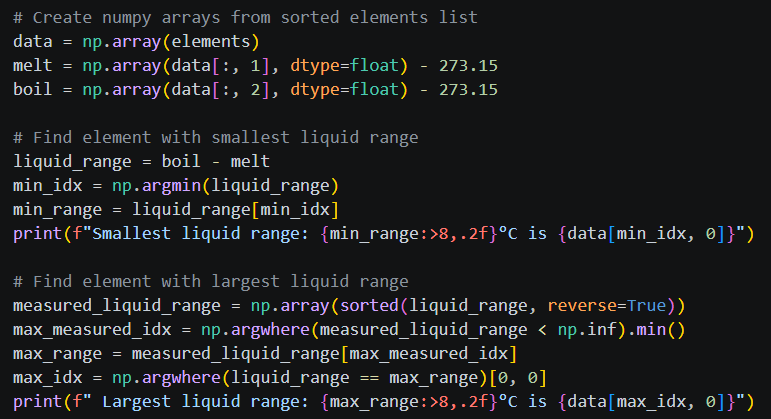 # Create numpy arrays from sorted elements list
data = np.array(elements)
melt = np.array(data[:, 1], dtype=float) - 273.15
boil = np.array(data[:, 2], dtype=float) - 273.15
# Find element with smallest liquid range
liquid_range = boil - melt
min_idx = np.argmin(liquid_range)
min_range = liquid_range[min_idx]
print(f"Smallest liquid range: {min_range:>8,.2f}°C is {data[min_idx, 0]}")
# Find element with largest liquid range
measured_liquid_range = np.array(sorted(liquid_range, reverse=True))
max_measured_idx = np.argwhere(measured_liquid_range < np.inf).min()
max_range = measured_liquid_range[max_measured_idx]
max_idx = np.argwhere(liquid_range == max_range)[0, 0]
print(f" Largest liquid range: {max_range:>8,.2f}°C is {data[max_idx, 0]}")